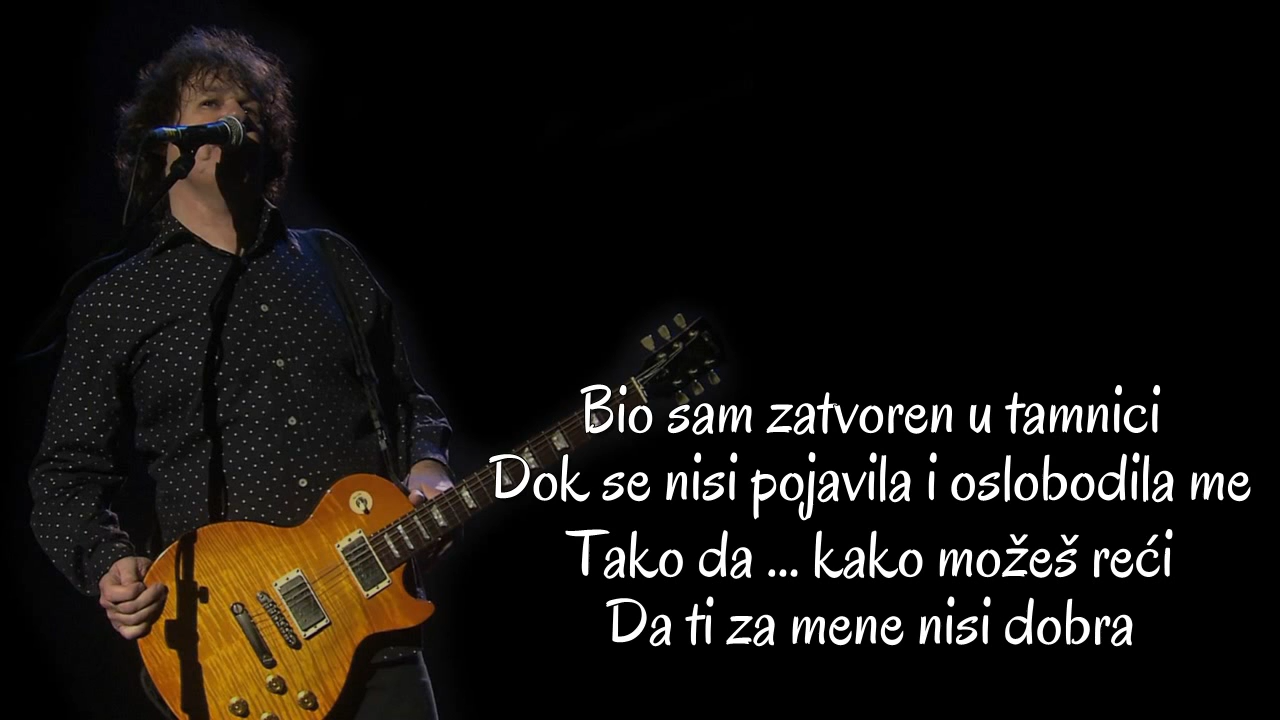 Bio sam zatvoren u tamnici
Dok se nisi pojavila i oslobodila me
Tako da ... kako možeš reći
Da ti za mene nisi dobra